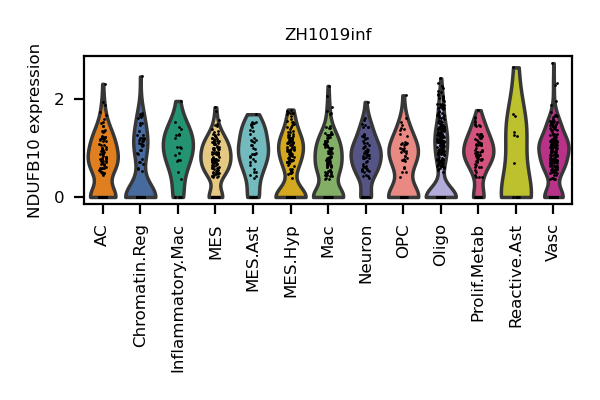 ZH1019inf
NDUFB10 expression
2
0
AC
Chromatin.Reg
Inflammatory.Mac
MES
MES.Ast
MES.Hyp
Mac
Neuron
OPC
Oligo
Prolif.Metab
Reactive.Ast
Vasc